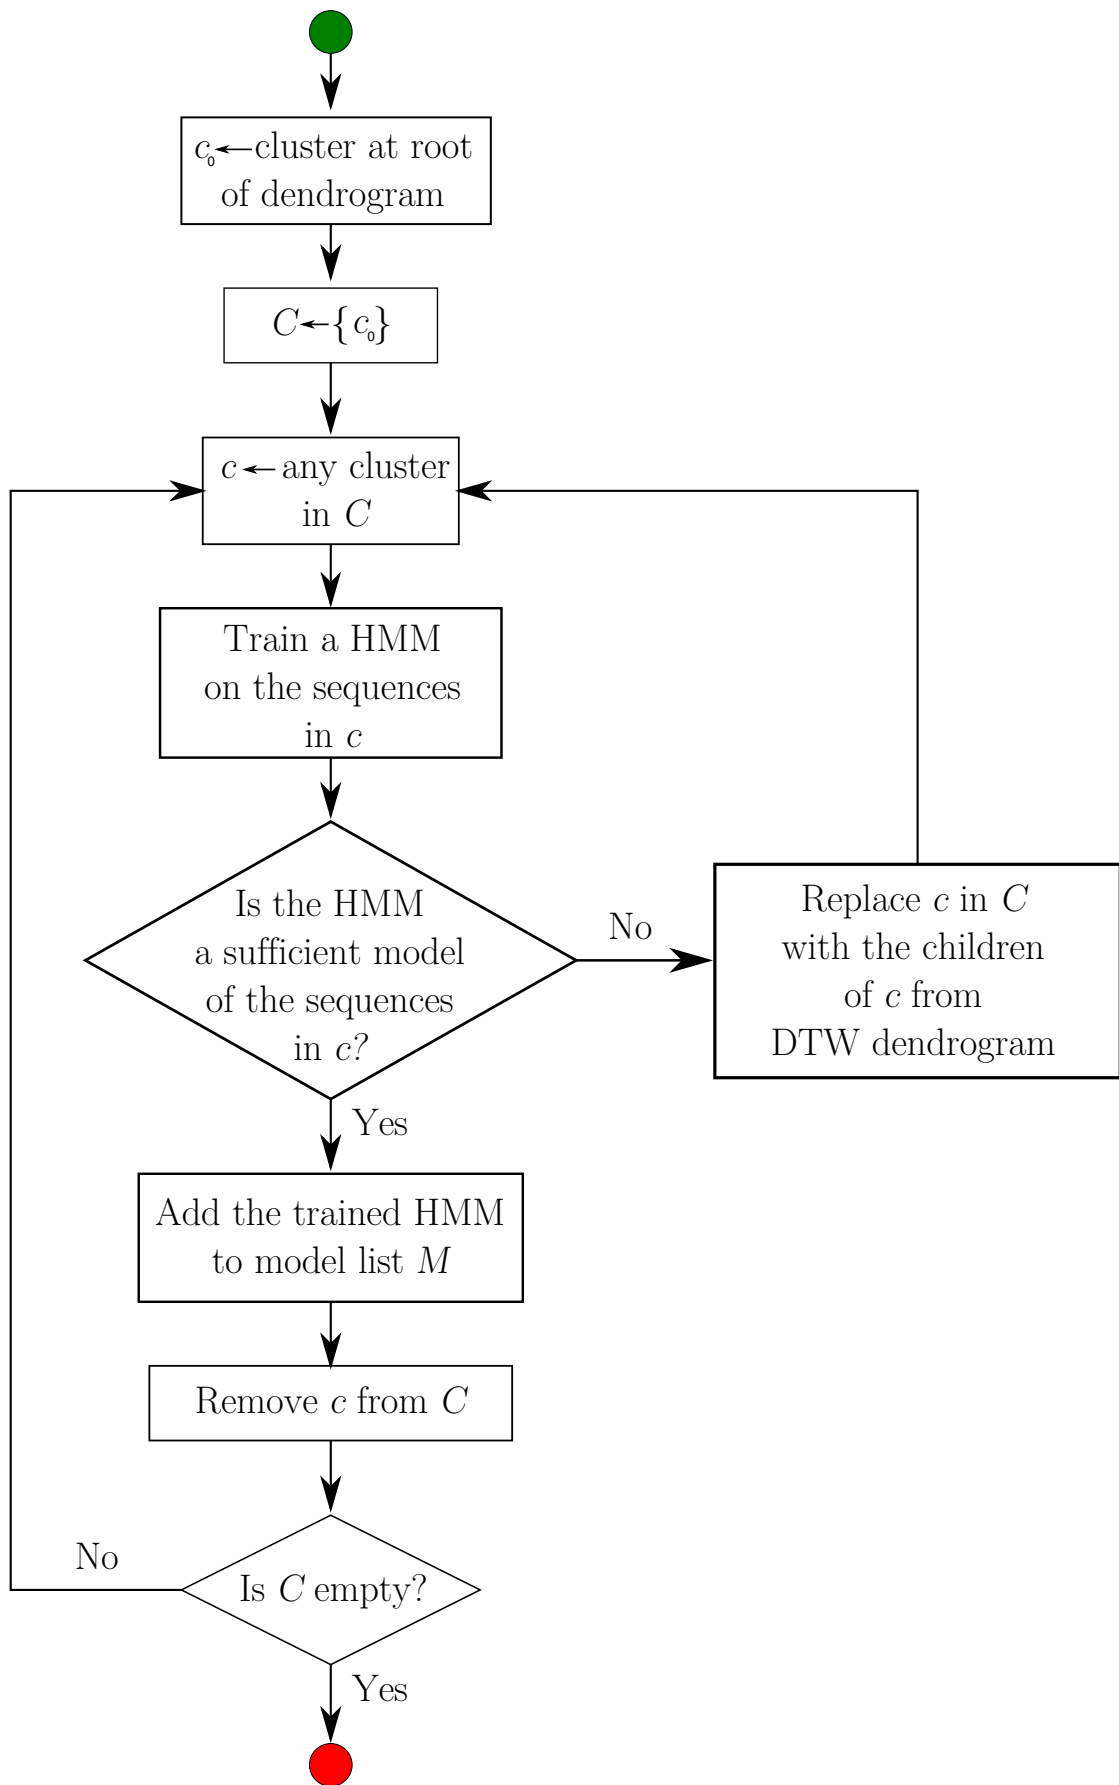 c₀←cluster at root
of dendrogram
C←{c₀}
c←any cluster
in C
Train a HMM
on the sequences
in c
Is the HMM
a sufficient model
of the sequences
in c?
No
Replace c in C
with the children
of c from
DTW dendrogram
Yes
Add the trained HMM
to model list M
Remove c from C
No
Is C empty?
Yes